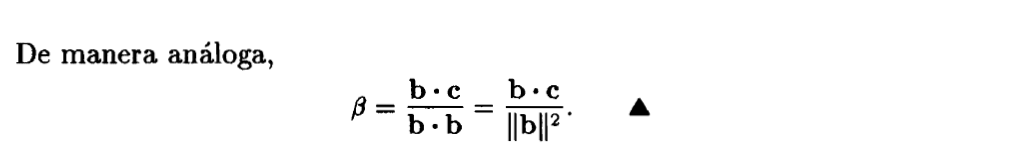 De manera análoga,
β = b · c / b · b = b · c / ‖b‖². ▲